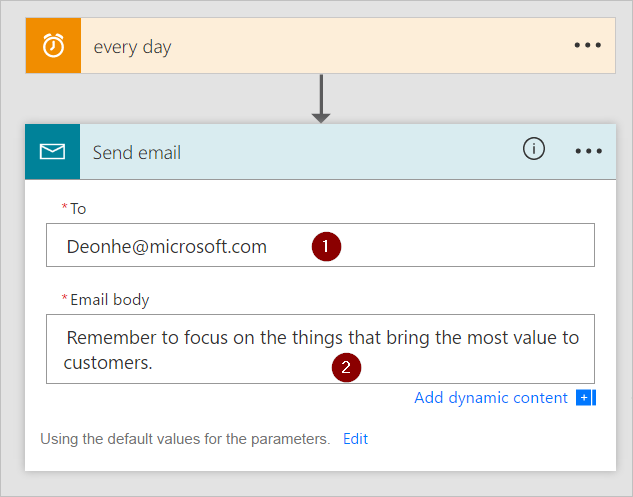 every day
Send email
*To
Deonhe@microsoft.com
1
*Email body
Remember to focus on the things that bring the most value to
customers.
2
Add dynamic content
Using the default values for the parameters. Edit